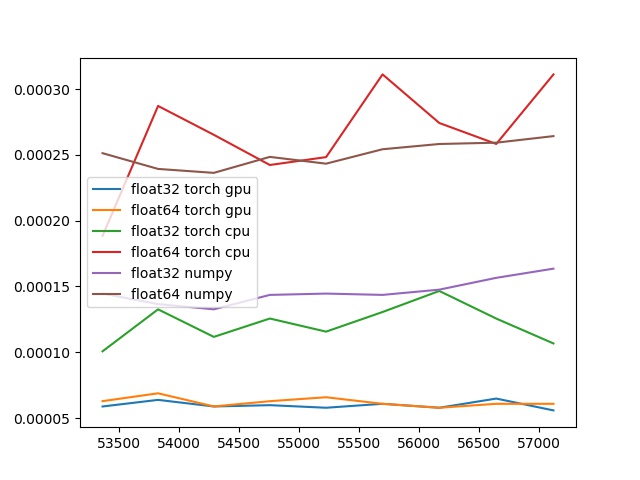 0.00030
0.00025
0.00020
0.00015
0.00010
0.00005
float32 torch gpu
float64 torch gpu
float32 torch cpu
float64 torch cpu
float32 numpy
float64 numpy
53500 54000 54500 55000 55500 56000 56500 57000